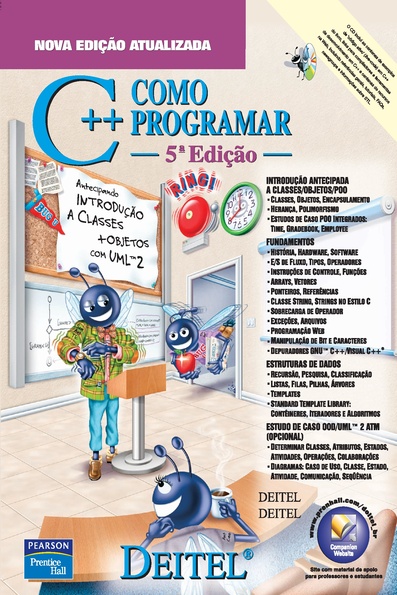 NOVA EDIÇÃO ATUALIZADA
C++
COMO
PROGRAMAR
5ª Edição
BUG 2
Antecipando
INTRODUÇÃO
A CLASSES
+OBJETOS
COM UML™ 2
RING!
INTRODUÇÃO ANTECIPADA
A CLASSES/OBJETOS/POO
• CLASSES, OBJETOS, ENCAPSULAMENTO
• HERANÇA, POLIMORFISMO
• ESTUDOS DE CASO POO INTEGRADOS:
TIME, GRADEBOOK, EMPLOYEE
FUNDAMENTOS
• HISTÓRIA, HARDWARE, SOFTWARE
• E/S DE FLUXO, TIPOS, OPERADORES
• INSTRUÇÕES DE CONTROLE, FUNÇÕES
• ARRAYS, VETORES
• PONTEIROS, REFERÊNCIAS
• CLASSE STRING, STRINGS NO ESTILO C
• SOBRECARGA DE OPERADOR
• EXCEÇÕES, ARQUIVOS
• PROGRAMAÇÃO WEB
• MANIPULAÇÃO DE BIT E CARACTERES
• DEPURADORES GNU™ C++/VISUAL C++®
ESTRUTURAS DE DADOS
• RECURSÃO, PESQUISA, CLASSIFICAÇÃO
• LISTAS, FILAS, PILHAS, ÁRVORES
• TEMPLATES
• STANDARD TEMPLATE LIBRARY:
CONTÊINERES, ITERADORES E ALGORITMOS
ESTUDO DE CASO OOD/UML™ 2 ATM
(OPCIONAL)
• DETERMINAR CLASSES, ATRIBUTOS, ESTADOS,
ATIVIDADES, OPERAÇÕES, COLABORAÇÕES
• DIAGRAMAS: CASO DE USO, CLASSE, ESTADO,
ATIVIDADE, COMUNICAÇÃO, SEQÜÊNCIA
DEITEL
DEITEL
www.prenhall.com/deitel_br
Companion
Website
Site com material de apoio
para professores e estudantes
PEARSON
Prentice
Hall
DEITEL®